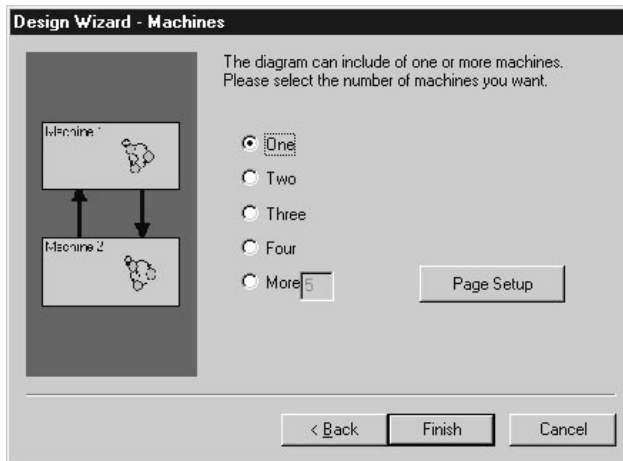 Design Wizard - Machines
The diagram can include of one or more machines.
Please select the number of machines you want.
Machine 1
One
Two
Three
Machine 2
Four
More 5
Page Setup
< Back
Finish
Cancel